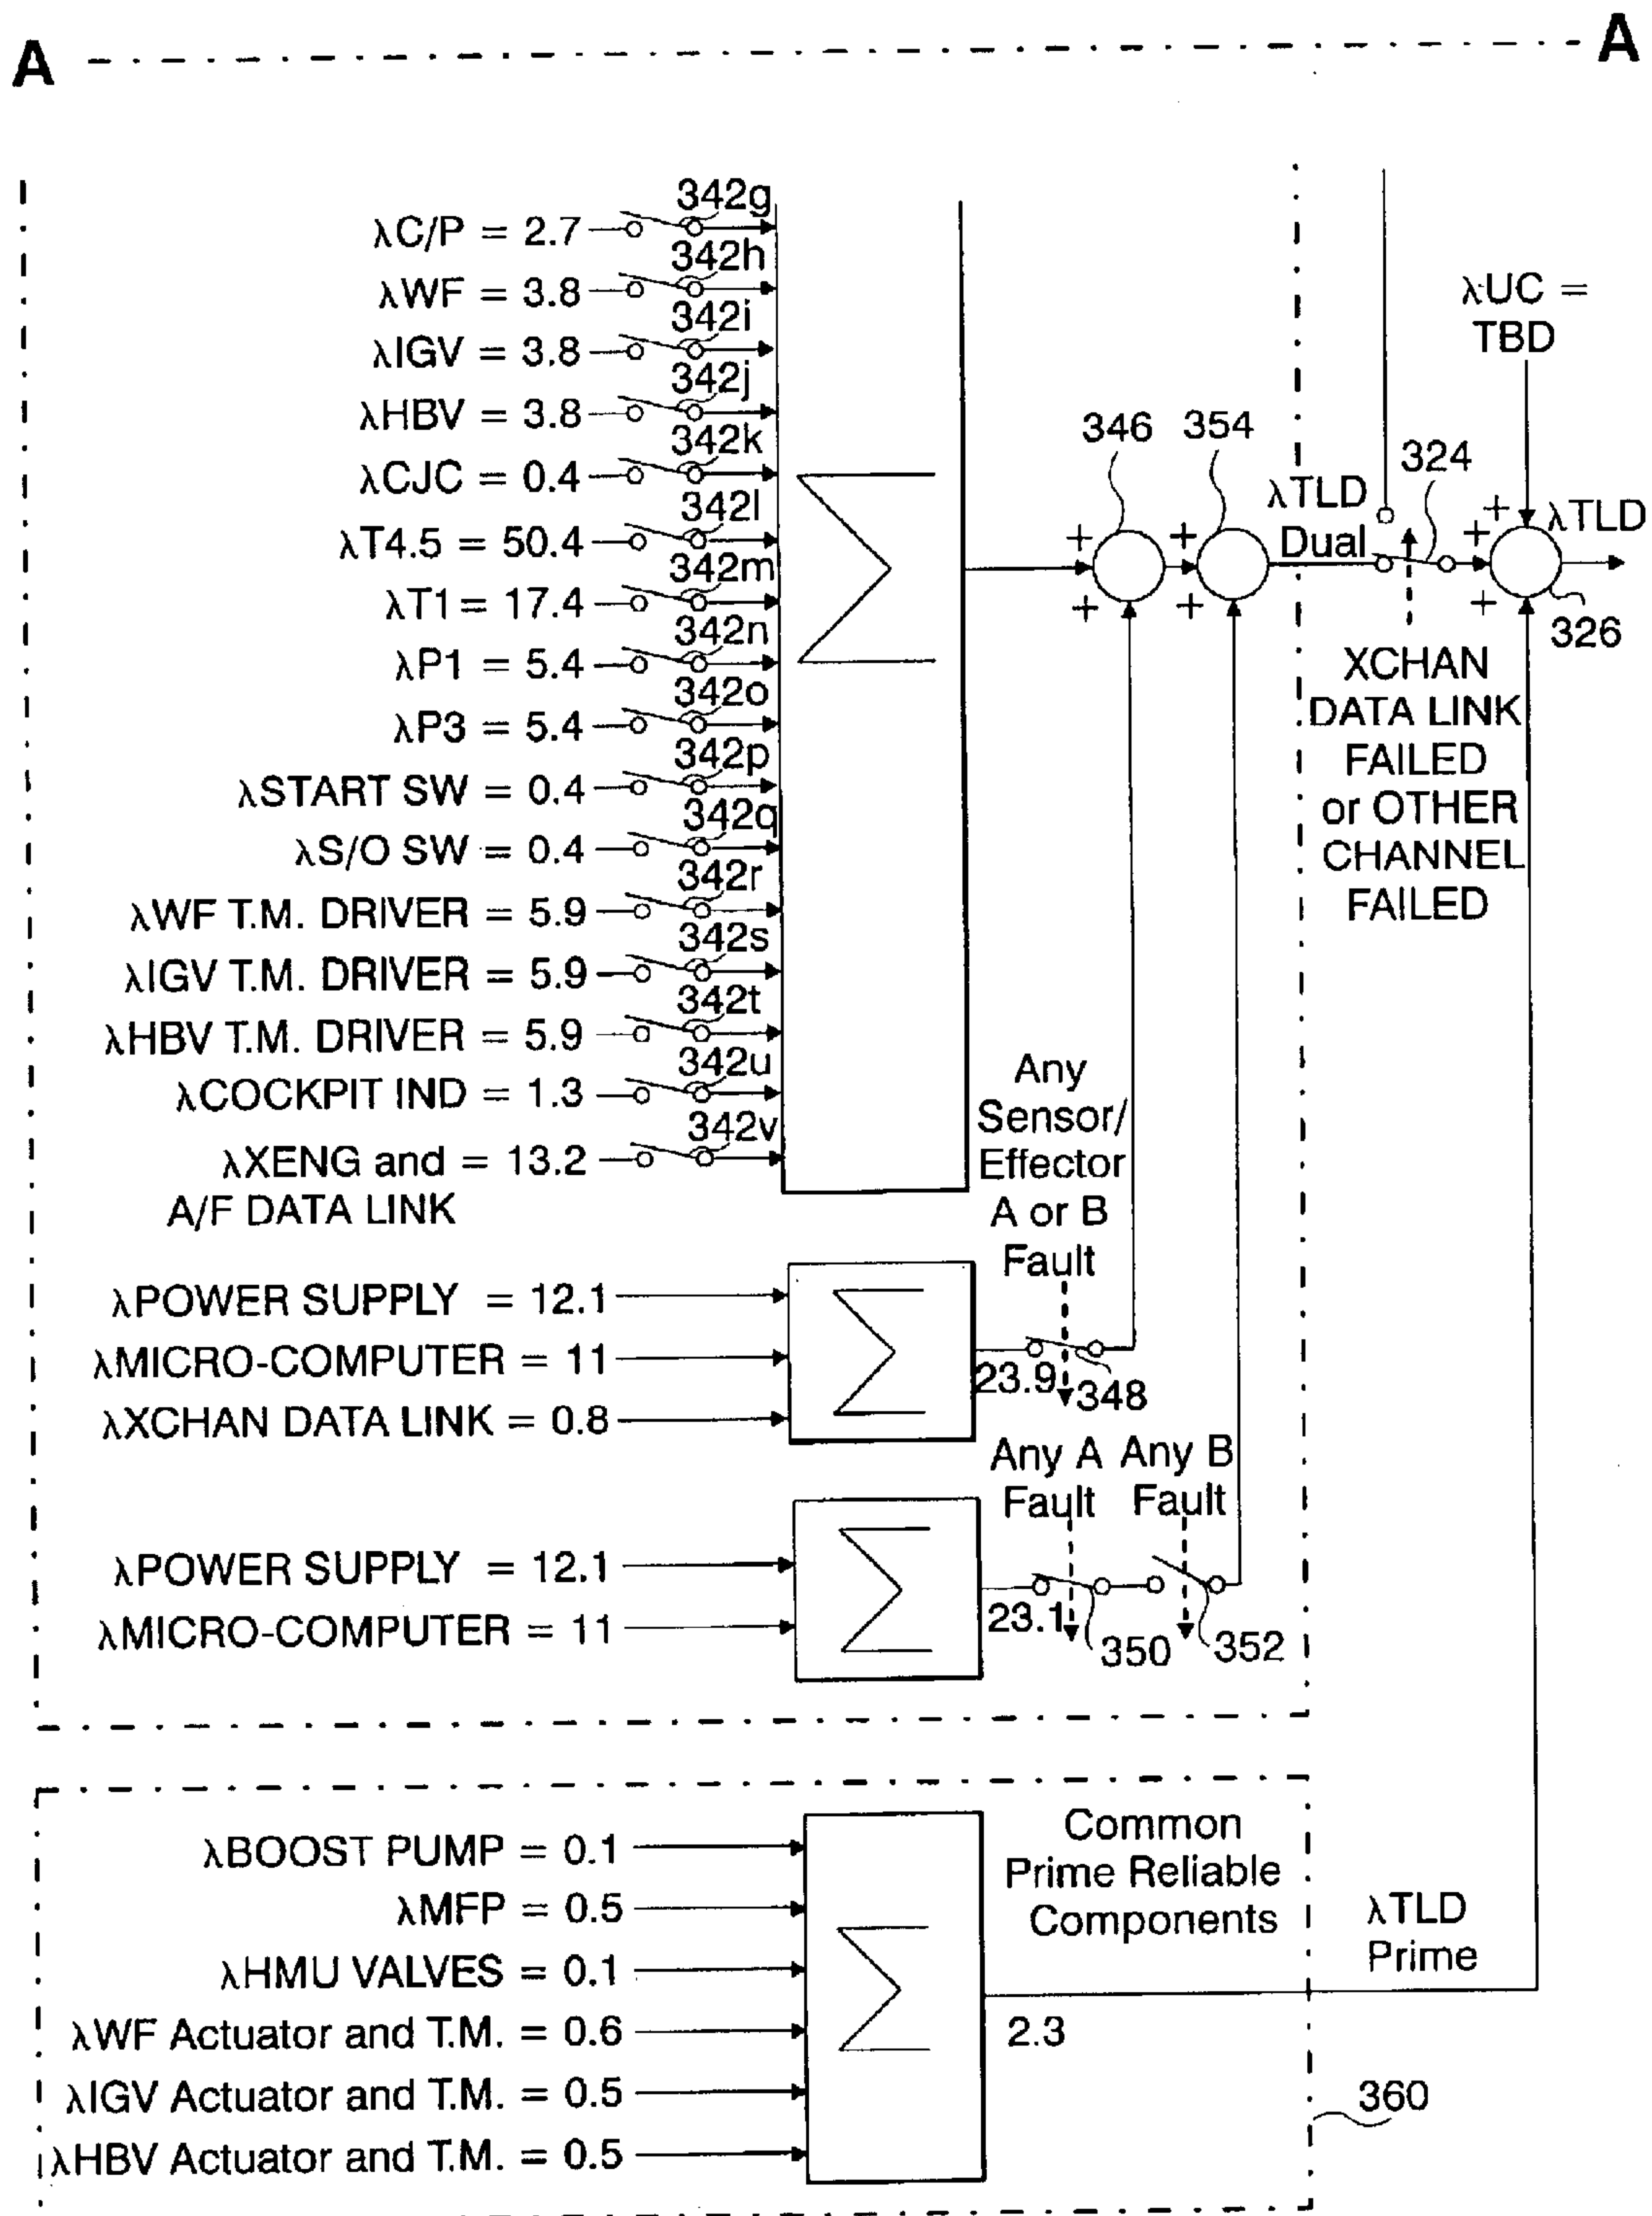 A A
342g
λC/P = 2.7
342h
λWF = 3.8
342i
λIGV = 3.8
342j
λHBV = 3.8
342k
λCJC = 0.4
342l
λT4.5 = 50.4
342m
λT1 = 17.4
342n
λP1 = 5.4
342o
λP3 = 5.4
342p
λSTART SW = 0.4
342q
λS/O SW = 0.4
342r
λWF T.M. DRIVER = 5.9
342s
λIGV T.M. DRIVER = 5.9
342t
λHBV T.M. DRIVER = 5.9
342u
λCOCKPIT IND = 1.3
342v
λXENG and = 13.2
A/F DATA LINK
Σ
346 354
+ +
+ +
λTLD
Dual
324
λUC =
TBD
+ + λTLD
+
326
XCHAN
DATA LINK
FAILED
or OTHER
CHANNEL
FAILED
Any
Sensor/
Effector
A or B
Fault
λPOWER SUPPLY = 12.1
λMICRO-COMPUTER = 11
λXCHAN DATA LINK = 0.8
Σ
23.9
348
Any A Any B
Fault Fault
λPOWER SUPPLY = 12.1
λMICRO-COMPUTER = 11
Σ
23.1
350 352
λBOOST PUMP = 0.1
λMFP = 0.5
λHMU VALVES = 0.1
λWF Actuator and T.M. = 0.6
λIGV Actuator and T.M. = 0.5
λHBV Actuator and T.M. = 0.5
Σ
Common
Prime Reliable
Components
2.3
λTLD
Prime
360